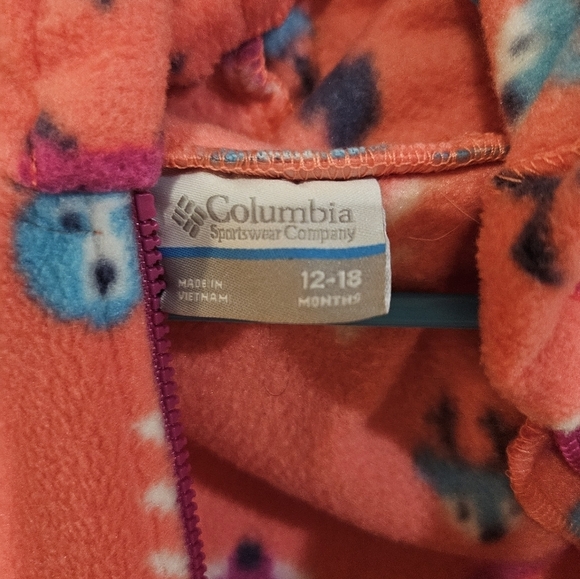 Columbia
Sportswear Company
MADE IN
VIETNAM
12-18
MONTHS